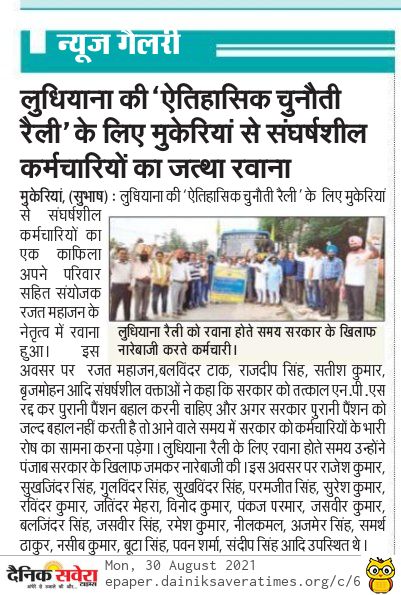 न्यूज गैलरी
लुधियाना की ‘ऐतिहासिक चुनौती
रैली’ के लिए मुकेरियां से संघर्षशील
कर्मचारियों का जत्था रवाना
मुकेरियां, (सुभाष) : लुधियाना की ‘ऐतिहासिक चुनौती रैली ’ के लिए मुकेरियां
से संघर्षशील
कर्मचारियों का
एक काफिला
अपने परिवार
सहित संयोजक
रजत महाजन के
नेतृत्व में रवाना
हुआ। इस
लुधियाना रैली को रवाना होते समय सरकार के खिलाफ
नारेबाजी करते कर्मचारी।
अवसर पर रजत महाजन,बलविंदर टाक, राजदीप सिंह, सतीश कुमार,
बृजमोहन आदि संघर्षशील वक्ताओं ने कहा कि सरकार को तत्काल एन.पी .एस
रद्द कर पुरानी पैंशन बहाल करनी चाहिए और अगर सरकार पुरानी पैंशन को
जल्द बहाल नहीं करती है तो आने वाले समय में सरकार को कर्मचारियों के भारी
रोष का सामना करना पड़ेगा । लुधियाना रैली के लिए रवाना होते समय उन्होंने
पंजाब सरकार के खिलाफ जमकर नारेबाजी की ।इस अवसर पर राजेश कुमार,
सुखजिंदर सिंह, गुलविंदर सिंह, सुखविंदर सिंह, परमजीत सिंह, सुरेश कुमार,
रविंदर कुमार, जतिंदर मेहरा, विनोद कुमार, पंकज परमार, जसवीर कुमार,
बलजिंदर सिंह, जसवीर सिंह, रमेश कुमार, नीलकमल, अजमेर सिंह, समर्थ
ठाकुर, नसीब कुमार, बूटा सिंह, पवन शर्मा, संदीप सिंह आदि उपस्थित थे ।
दैनिक सवेरा
टाइम्स
Mon, 30 August 2021
epaper.dainiksaveratimes.org/c/6